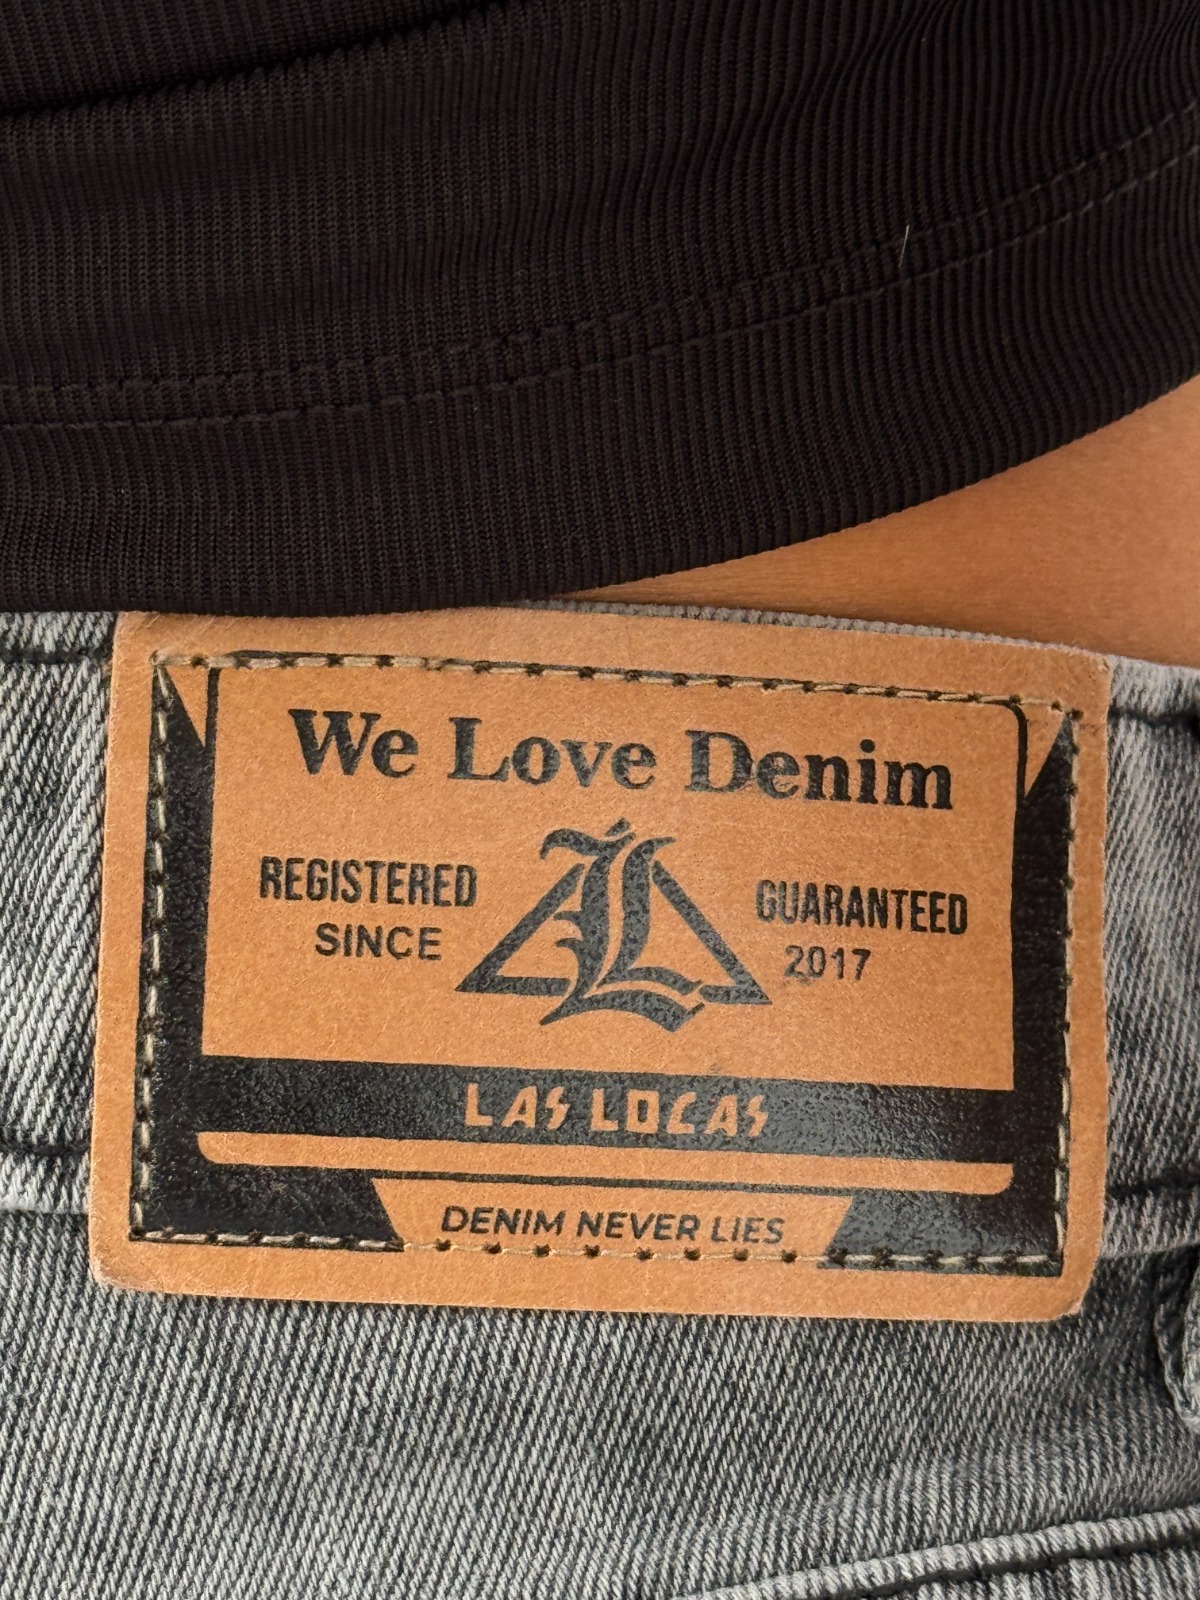 We Love Denim
REGISTERED
SINCE
L
GUARANTEED
2017
LAS LOCAS
DENIM NEVER LIES